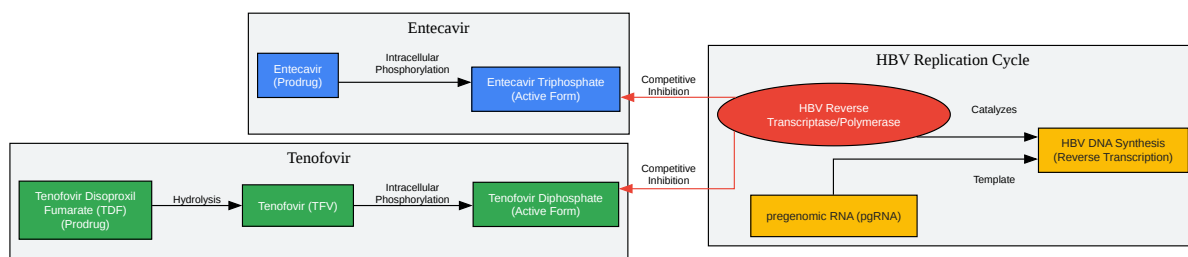 Entecavir
Entecavir
(Prodrug)
Intracellular
Phosphorylation
Entecavir Triphosphate
(Active Form)
Competitive
Inhibition
Tenofovir
Tenofovir Disoproxil
Fumarate (TDF)
(Prodrug)
Hydrolysis
Tenofovir (TFV)
Intracellular
Phosphorylation
Tenofovir Diphosphate
(Active Form)
Competitive
Inhibition
HBV Replication Cycle
HBV Reverse
Transcriptase/Polymerase
Catalyzes
HBV DNA Synthesis
(Reverse Transcription)
Template
pregenomic RNA (pgRNA)